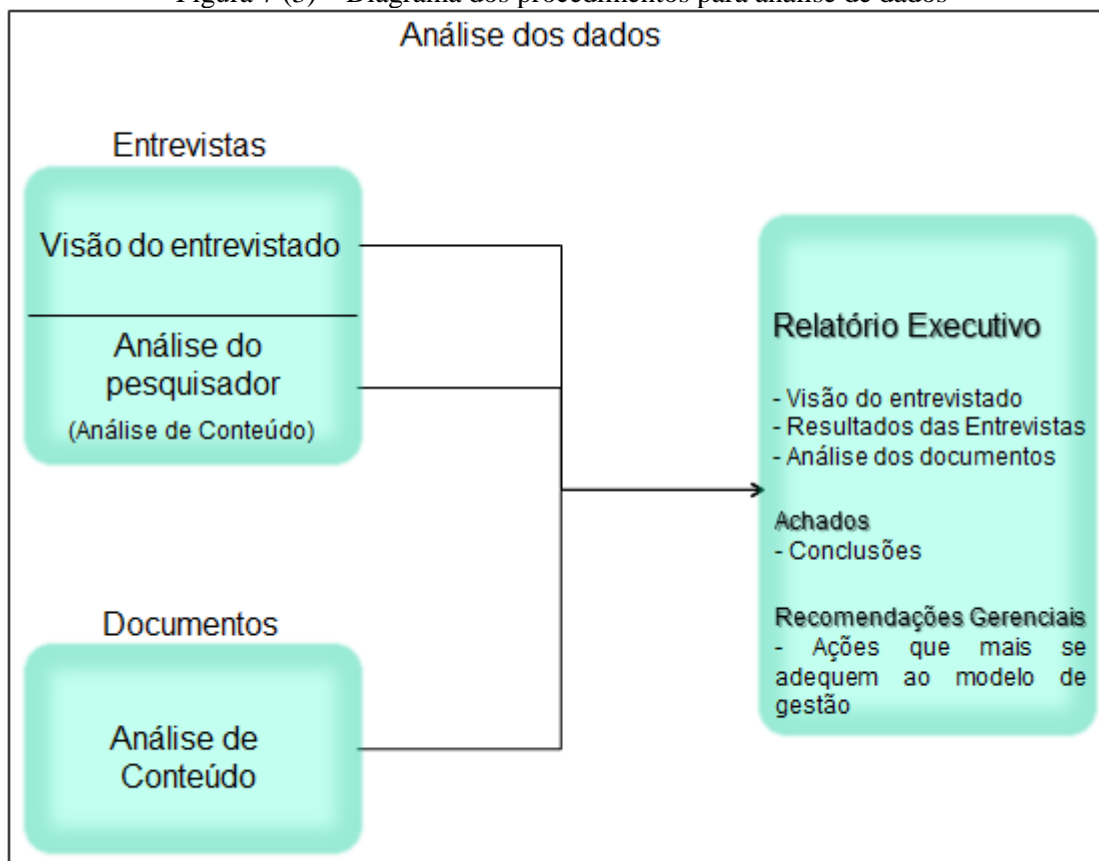 Figura 7 (3) – Diagrama dos procedimentos para análise de dados
Análise dos dados
Entrevistas
Visão do entrevistado
Análise do
pesquisador
(Análise de Conteúdo)
Documentos
Análise de
Conteúdo
Relatório Executivo
- Visão do entrevistado
- Resultados das Entrevistas
- Análise dos documentos
Achados
- Conclusões
Recomendações Gerenciais
- Ações que mais se
adequem ao modelo de
gestão